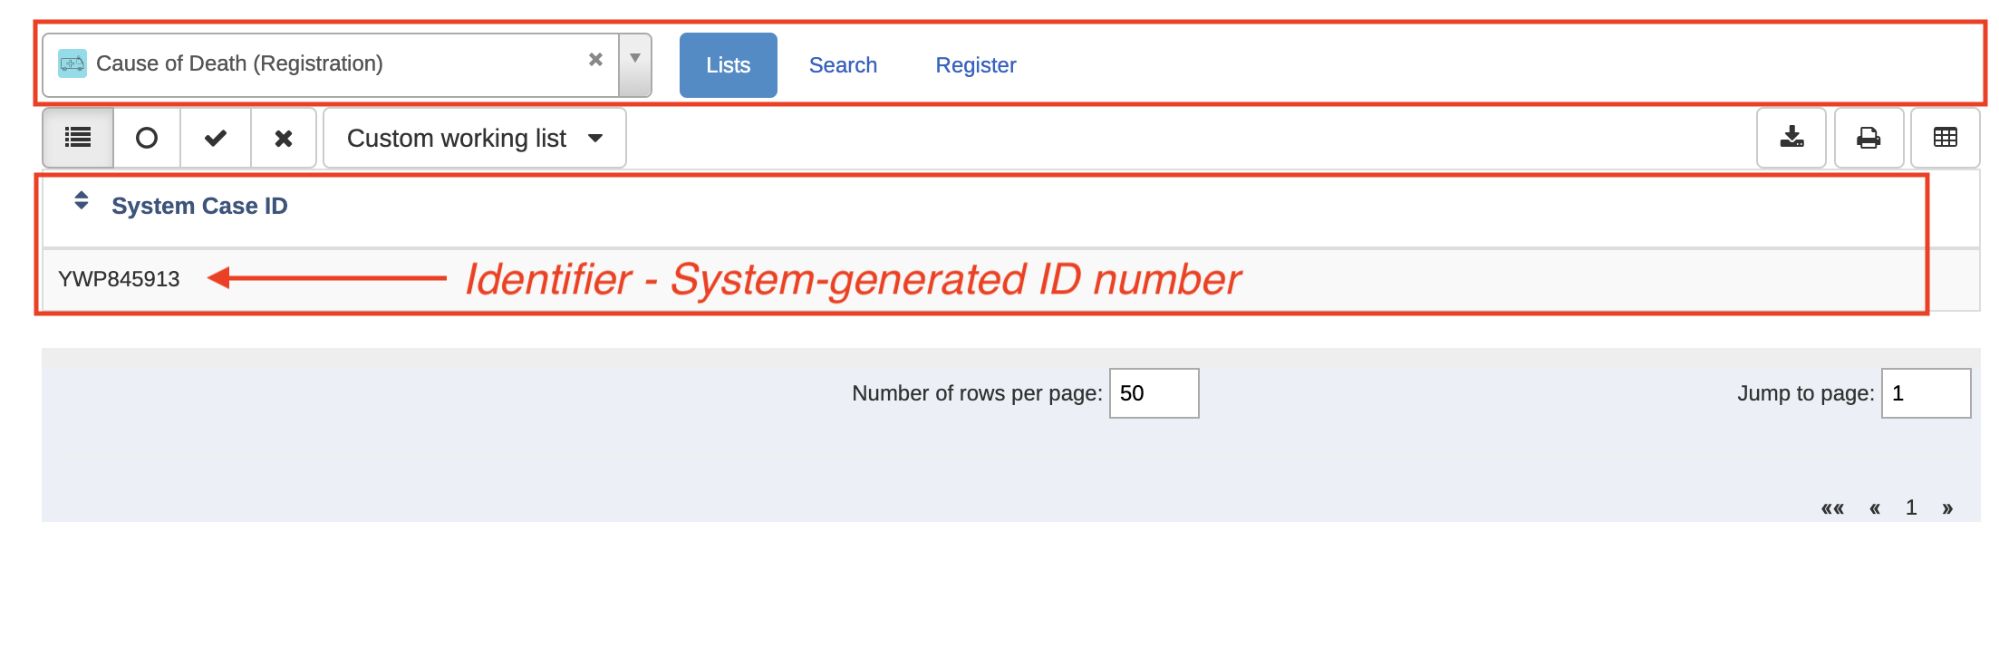 Cause of Death (Registration)
Lists
Search
Register
Custom working list
System Case ID
YWP845913
Identifier - System-generated ID number
Number of rows per page: 50
Jump to page: 1
«« « 1 »